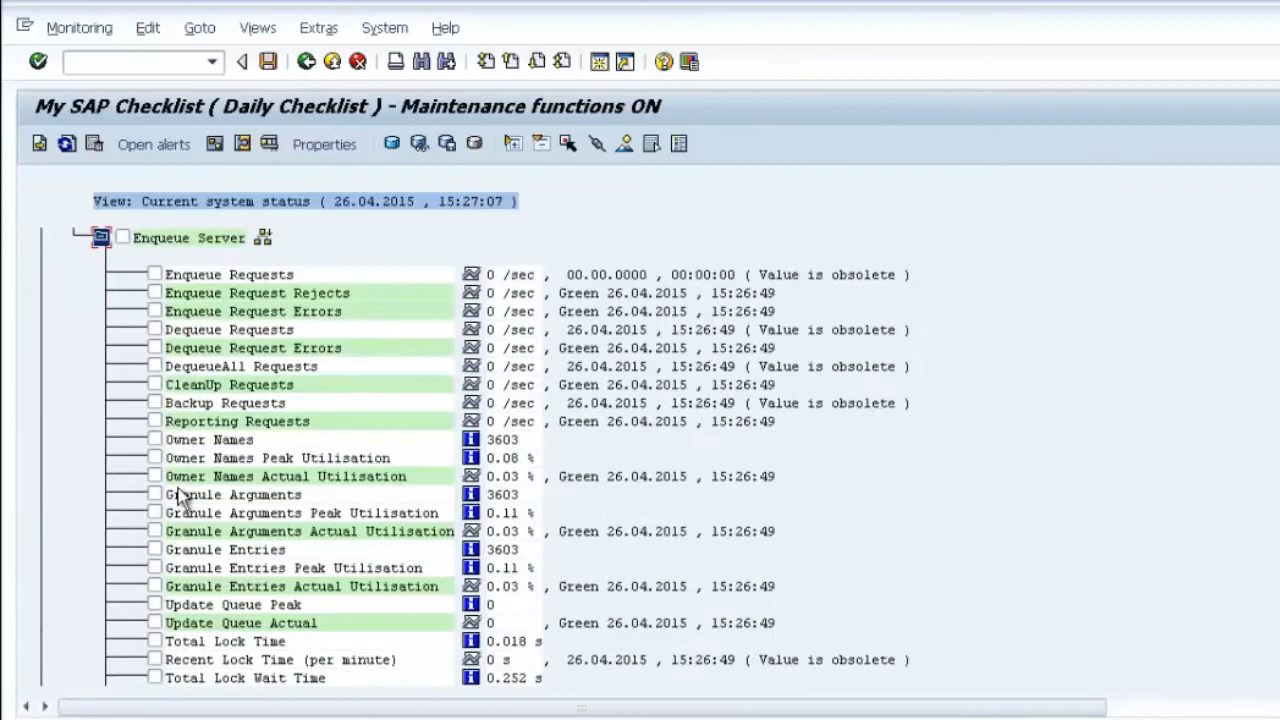 Monitoring Edit Goto Views Extras System Help
My SAP Checklist ( Daily Checklist ) - Maintenance functions ON
Open alerts Properties
View: Current system status ( 26.04.2015 , 15:27:07 )
Enqueue Server
Enqueue Requests 0 /sec , 00.00.0000 , 00:00:00 ( Value is obsolete )
Enqueue Request Rejects 0 /sec , Green 26.04.2015 , 15:26:49
Enqueue Request Errors 0 /sec , Green 26.04.2015 , 15:26:49
Dequeue Requests 0 /sec , 26.04.2015 , 15:26:49 ( Value is obsolete )
Dequeue Request Errors 0 /sec , Green 26.04.2015 , 15:26:49
DequeueAll Requests 0 /sec , 26.04.2015 , 15:26:49 ( Value is obsolete )
CleanUp Requests 0 /sec , Green 26.04.2015 , 15:26:49
Backup Requests 0 /sec , 26.04.2015 , 15:26:49 ( Value is obsolete )
Reporting Requests 0 /sec , Green 26.04.2015 , 15:26:49
Owner Names 3603
Owner Names Peak Utilisation 0.08 %
Owner Names Actual Utilisation 0.03 % , Green 26.04.2015 , 15:26:49
Granule Arguments 3603
Granule Arguments Peak Utilisation 0.11 %
Granule Arguments Actual Utilisation 0.03 % , Green 26.04.2015 , 15:26:49
Granule Entries 3603
Granule Entries Peak Utilisation 0.11 %
Granule Entries Actual Utilisation 0.03 % , Green 26.04.2015 , 15:26:49
Update Queue Peak 0
Update Queue Actual 0 , Green 26.04.2015 , 15:26:49
Total Lock Time 0.018 s
Recent Lock Time (per minute) 0 s , 26.04.2015 , 15:26:49 ( Value is obsolete )
Total Lock Wait Time 0.252 s